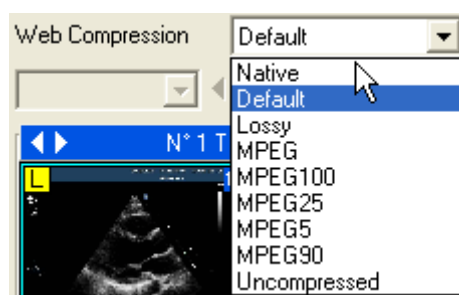 Web Compression Default
Native
Default
Lossy
N° 1 T
MPEG
L
MPEG100
MPEG25
MPEG5
MPEG90
Uncompressed